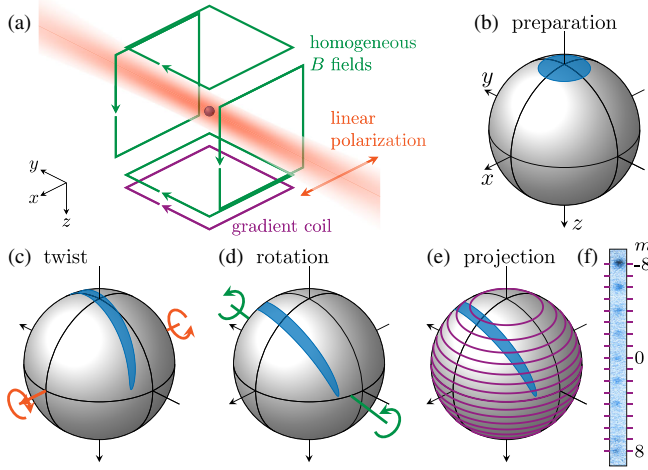 (a)
homogeneous
B fields
linear
polarization
gradient coil
y
x
z
(b) preparation
y
x
z
(c) twist
(d) rotation
(e) projection
(f)
m
-8
0
8